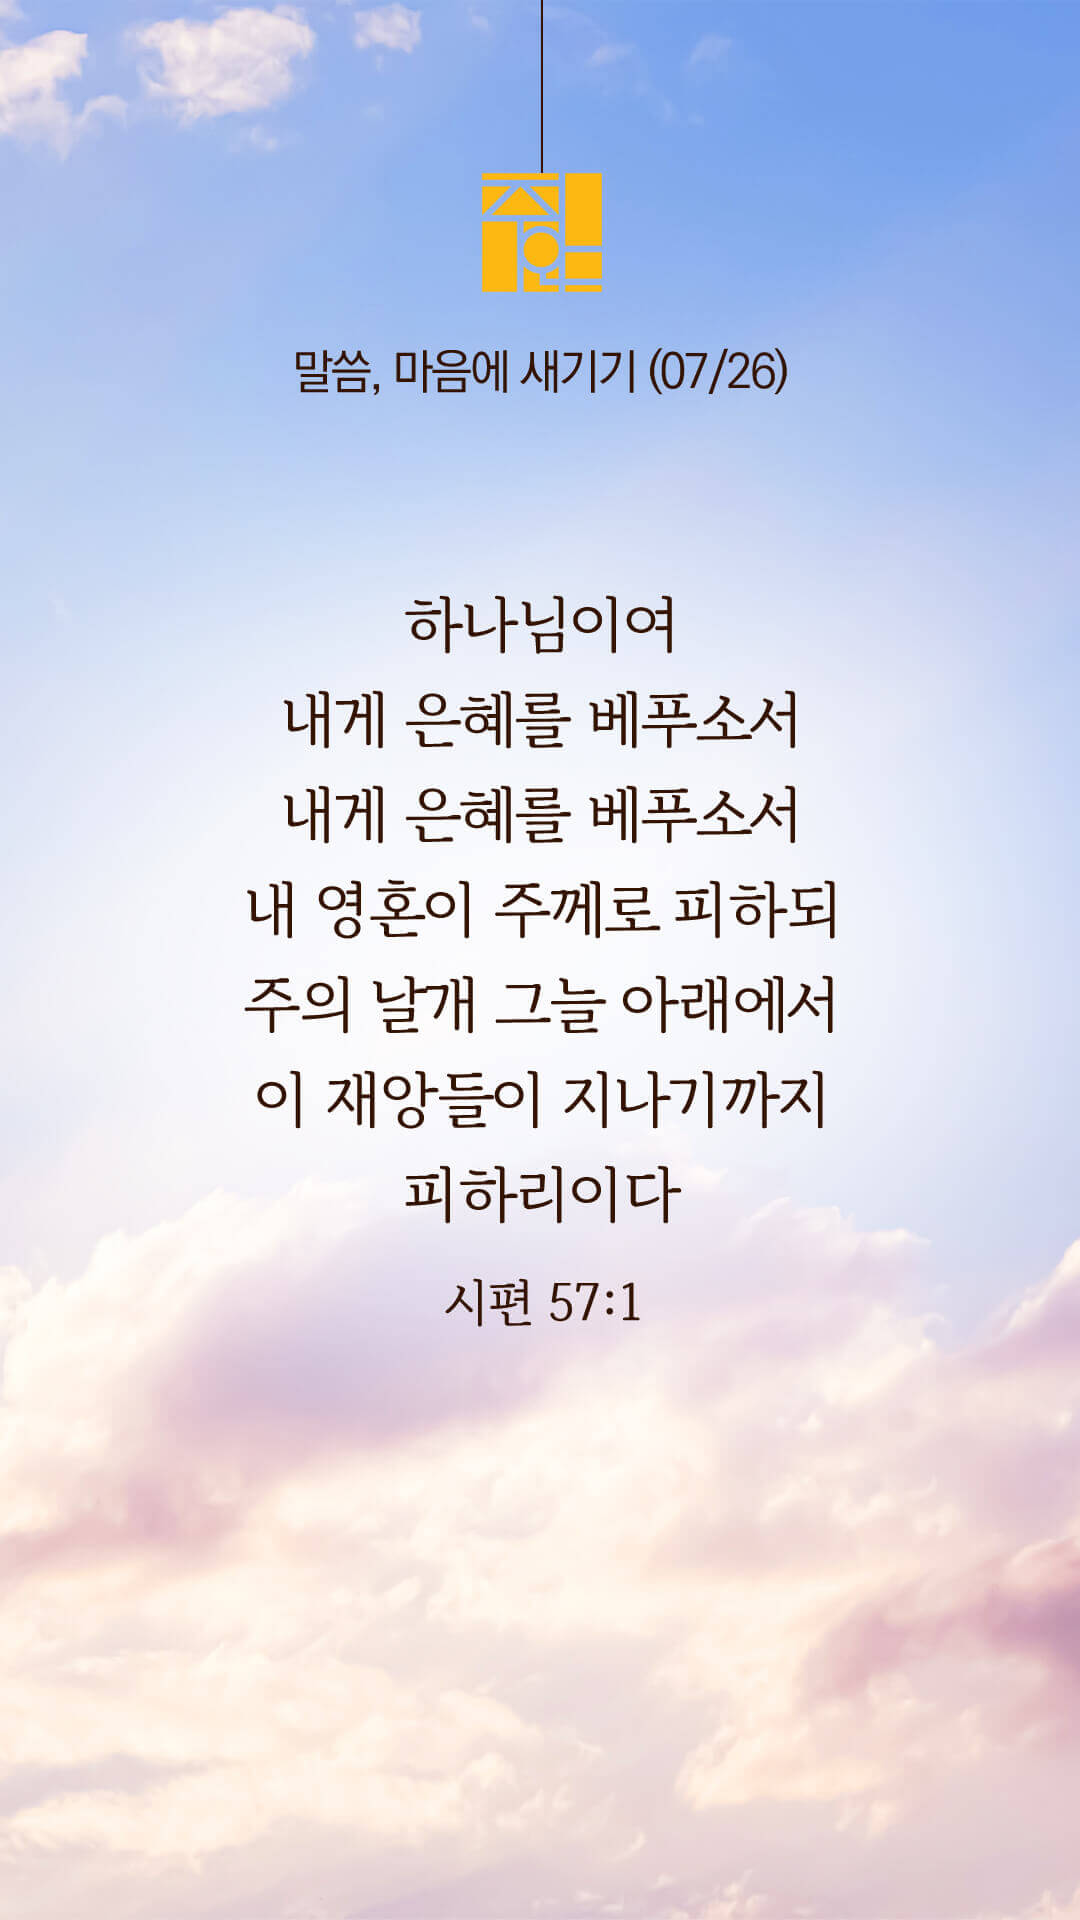 말씀, 마음에 새기기 (07/26)
하나님이여
내게 은혜를 베푸소서
내게 은혜를 베푸소서
내 영혼이 주께로 피하되
주의 날개 그늘 아래에서
이 재앙들이 지나기까지
피하리이다
시편 57:1